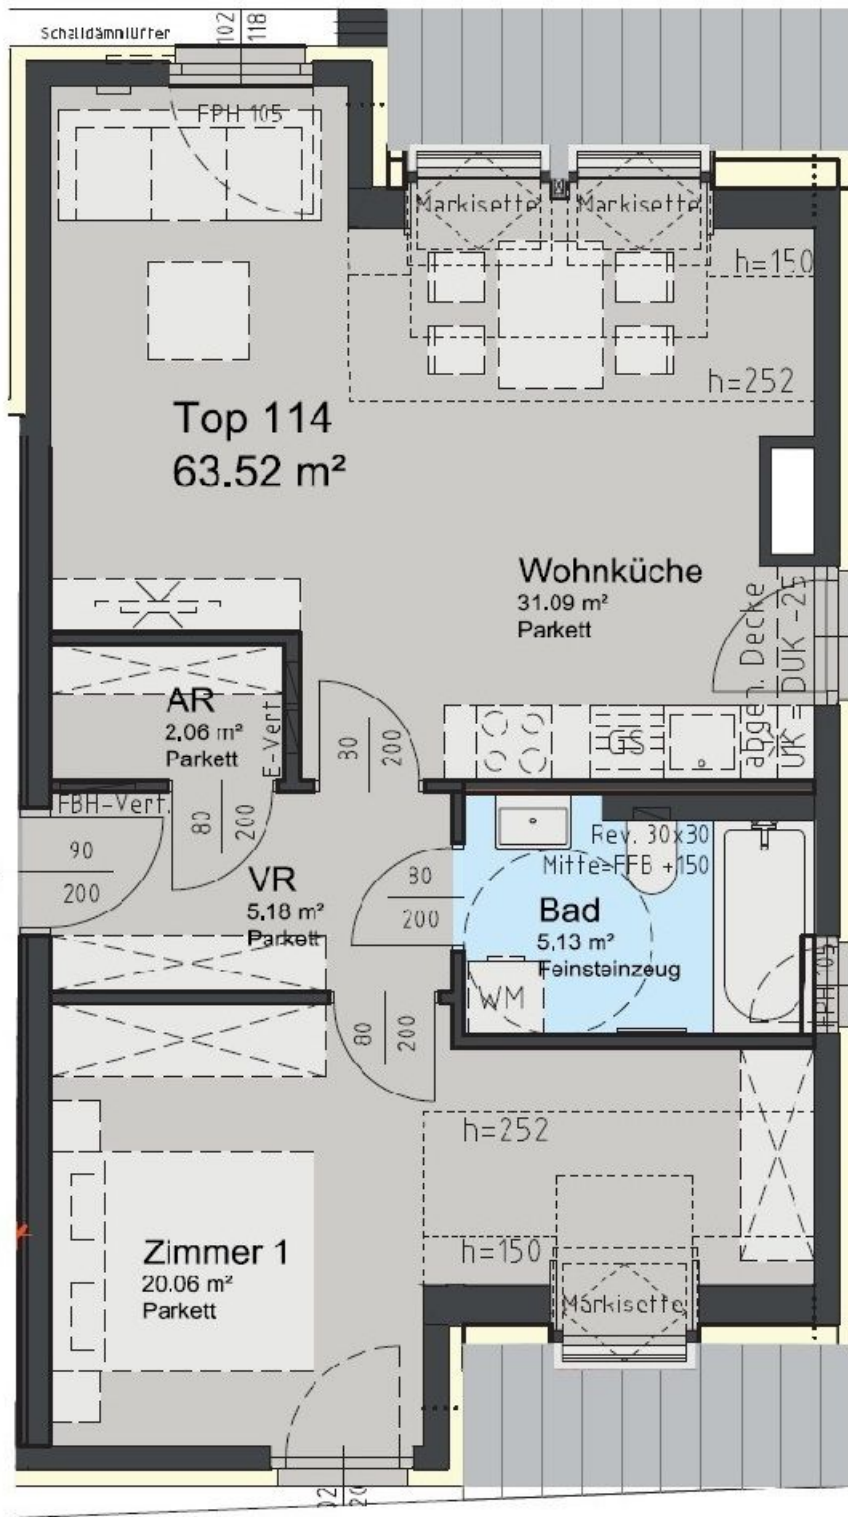 Schalldämmlüfter
102
118
FPH 105
Markisette
Markisette
h=150
h=252
Top 114
63.52 m²
Wohnküche
31.09 m²
Parkett
abgeh. Decke
UK = DUK -25
AR
2,06 m²
Parkett
E-Vert.
80
200
GS
FBH-Vert.
80
200
90
200
VR
5,18 m²
Parkett
80
200
Rev. 30x30
Mitte=FFB +150
Bad
5,13 m²
Feinsteinzeug
WM
FPH 105
80
200
h=252
h=150
Zimmer 1
20.06 m²
Parkett
Markisette